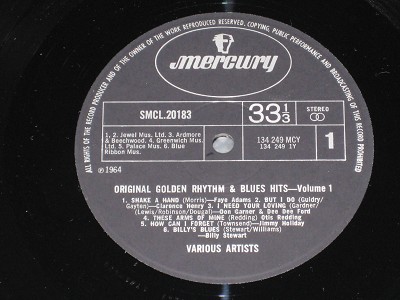 ALL RIGHTS OF THE RECORD PRODUCER AND OF THE OWNER OF THE WORK REPRODUCED RESERVED. COPYING, PUBLIC PERFORMANCE AND BROADCASTING OF THIS RECORD PROHIBITED
mercury
SMCL.20183
33 1/3
STEREO
1. 2. Jewel Mus. Ltd. 3. Ardmore
& Beechwood. 4. Greenwich Mus.
Ltd. 5. Palace Mus. 6. Blue
Ribbon Mus.
134 249 MCY
134 249 1Y
1
℗1964
ORIGINAL GOLDEN RHYTHM & BLUES HITS—Volume 1
1. SHAKE A HAND (Morris)—Faye Adams 2. BUT I DO (Guidry/
Gayten)—Clarence Henry 3. I NEED YOUR LOVING (Gardner/
Lewis/Robinson/Dougal)— Don Garner & Dee Dee Ford
4. THESE ARMS OF MINE (Redding) Otis Redding
5. HOW CAN I FORGET (Townsend)—Jimmy Holiday
6. BILLY'S BLUES (Stewart/Williams)
—Billy Stewart
VARIOUS ARTISTS